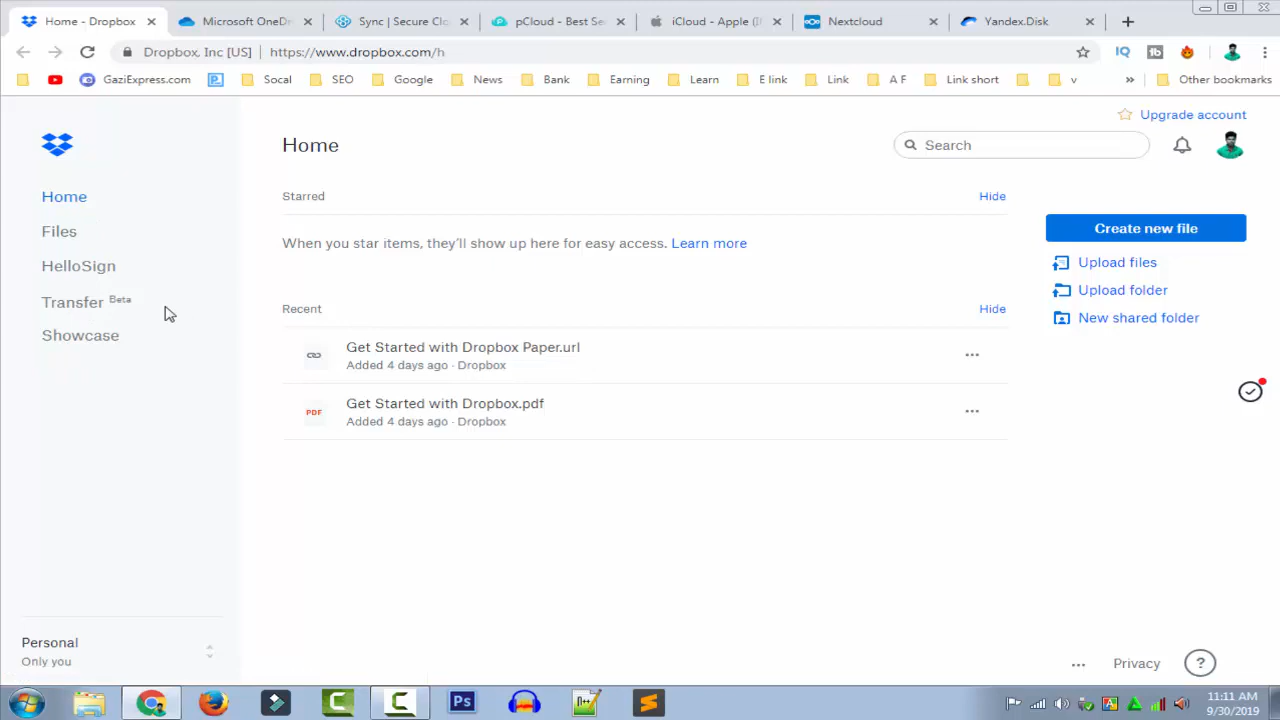 Home - Dropbox
Microsoft OneDr
Sync | Secure Clo
pCloud - Best Se
iCloud - Apple (I
Nextcloud
Yandex.Disk
Dropbox, Inc [US] | https://www.dropbox.com/h
IQ
tb
GaziExpress.com
Socal
SEO
Google
News
Bank
Earning
Learn
E link
Link
A F
Link short
v
»
Other bookmarks
Upgrade account
Home
Search
Home
Files
HelloSign
Transfer Beta
Showcase
Starred
Hide
When you star items, they'll show up here for easy access. Learn more
Recent
Hide
Get Started with Dropbox Paper.url
Added 4 days ago · Dropbox
PDF
Get Started with Dropbox.pdf
Added 4 days ago · Dropbox
Create new file
Upload files
Upload folder
New shared folder
Personal
Only you
Privacy
?
Ps
11:11 AM
9/30/2019